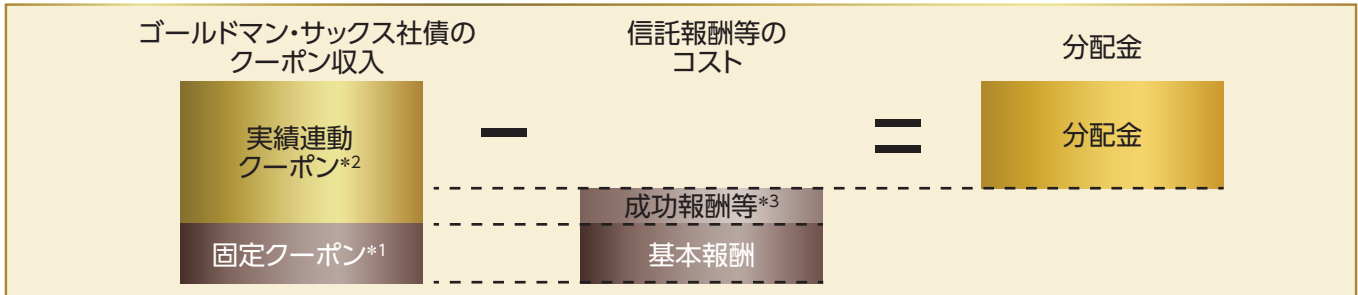 ゴールドマン・サックス社債の
クーポン収入
信託報酬等の
コスト
分配金
実績連動
クーポン*2
固定クーポン*1
−
成功報酬等*3
基本報酬
=
分配金